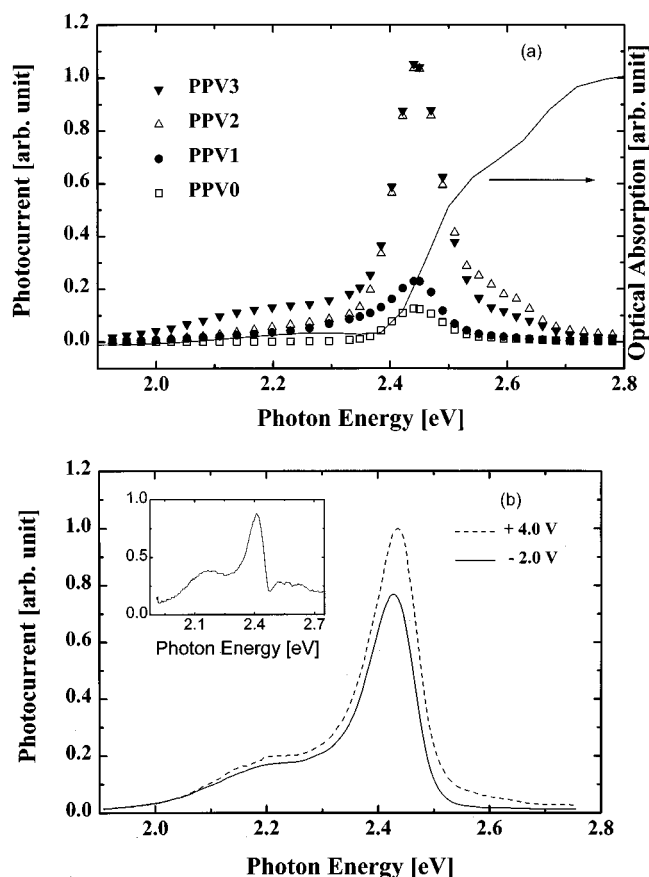 (a)
PPV3
PPV2
PPV1
PPV0
Photocurrent [arb. unit]
Optical Absorption [arb. unit]
1.2
1.0
0.8
0.6
0.4
0.2
0.0
2.0 2.2 2.4 2.6 2.8
Photon Energy [eV]
(b)
+ 4.0 V
- 2.0 V
Photocurrent [arb. unit]
1.2
1.0
0.8
0.6
0.4
0.2
0.0
1.0
0.5
0.0
2.1 2.4 2.7
Photon Energy [eV]
2.0 2.2 2.4 2.6 2.8
Photon Energy [eV]